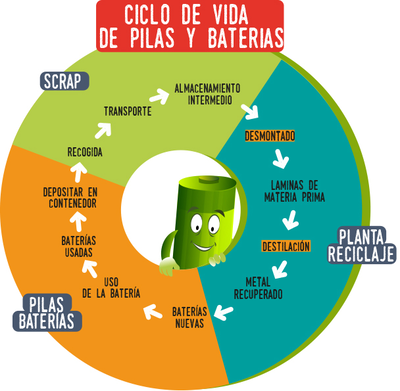 CICLO DE VIDA
DE PILAS Y BATERIAS
SCRAP
ALMACENAMIENTO
INTERMEDIO
TRANSPORTE
RECOGIDA
DEPOSITAR EN
CONTENEDOR
BATERÍAS
USADAS
USO
DE LA BATERÍA
PILAS
BATERÍAS
BATERÍAS
NUEVAS
DESMONTADO
LAMINAS DE
MATERIA PRIMA
DESTILACIÓN
METAL
RECUPERADO
PLANTA
RECICLAJE